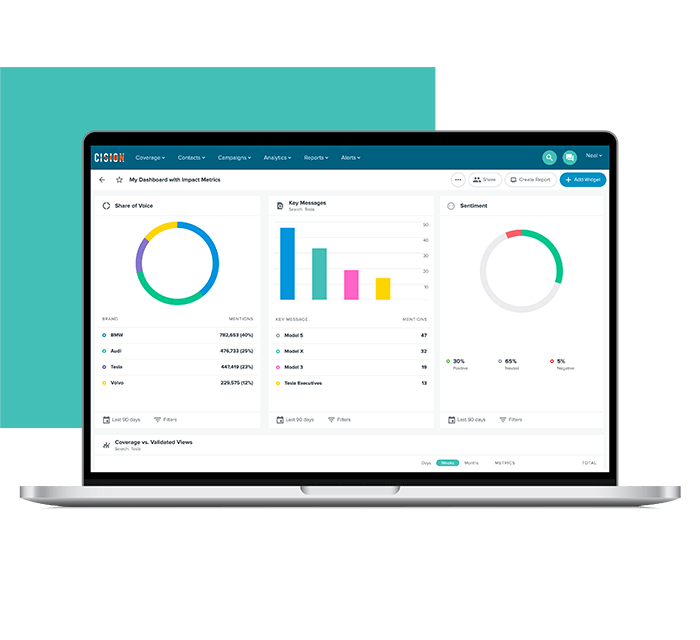 CISION Coverage Contacts Campaigns Analytics Reports Alerts Neal
My Dashboard with Impact Metrics Share Create Report + Add Widget
Share of Voice
BRAND MENTIONS
BMW 782,653 (40%)
Audi 476,733 (25%)
Tesla 447,419 (23%)
Volvo 229,575 (12%)
Last 90 days Filters
Key Messages
Search: Tesla
50
40
30
20
10
KEY MESSAGE MENTIONS
Model S 47
Model X 32
Model 3 19
Tesla Executives 13
Last 90 days Filters
Sentiment
30% 65% 5%
Positive Neutral Negative
Last 90 days Filters
Coverage vs. Validated Views
Search: Tesla
Days Weeks Months METRICS TOTAL